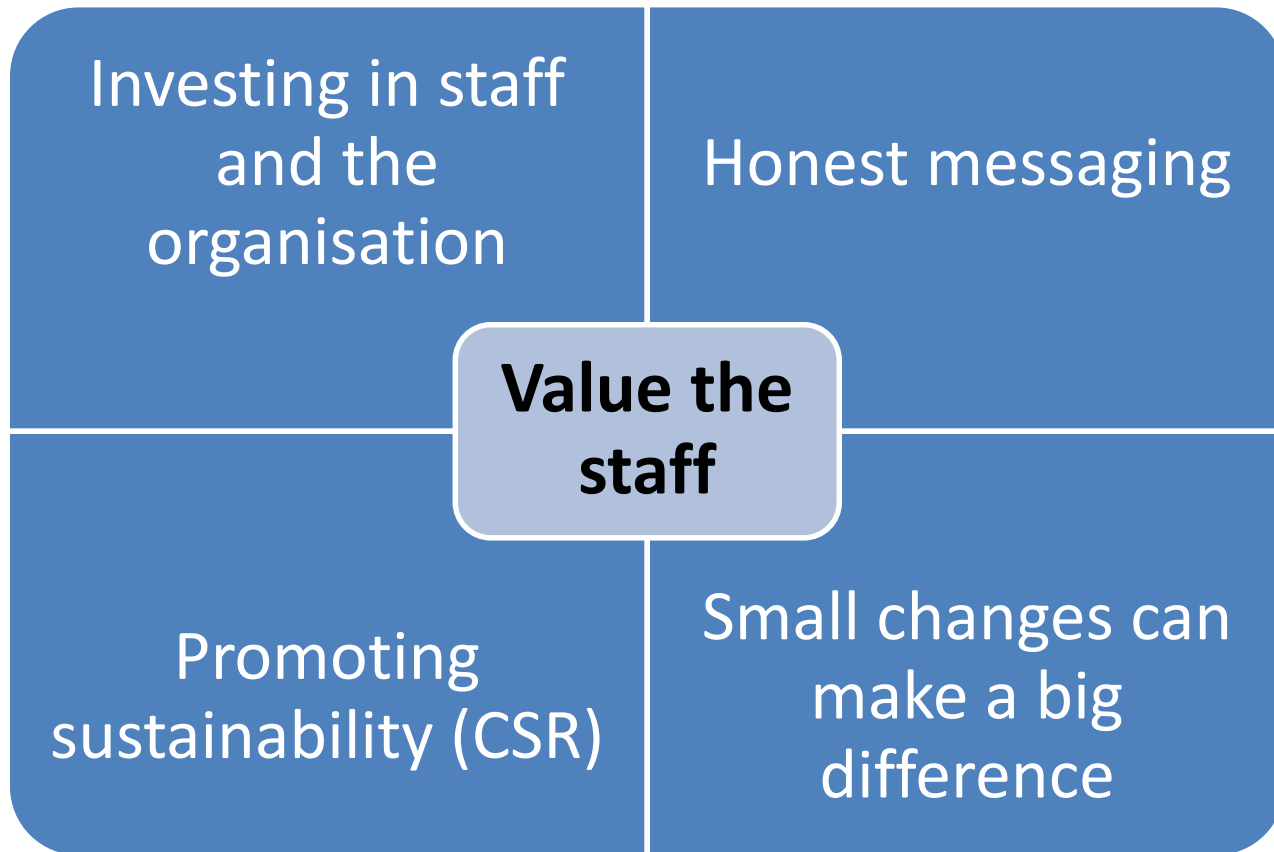 Investing in staff
and the
organisation
Honest messaging
Value the
staff
Promoting
sustainability (CSR)
Small changes can
make a big
difference